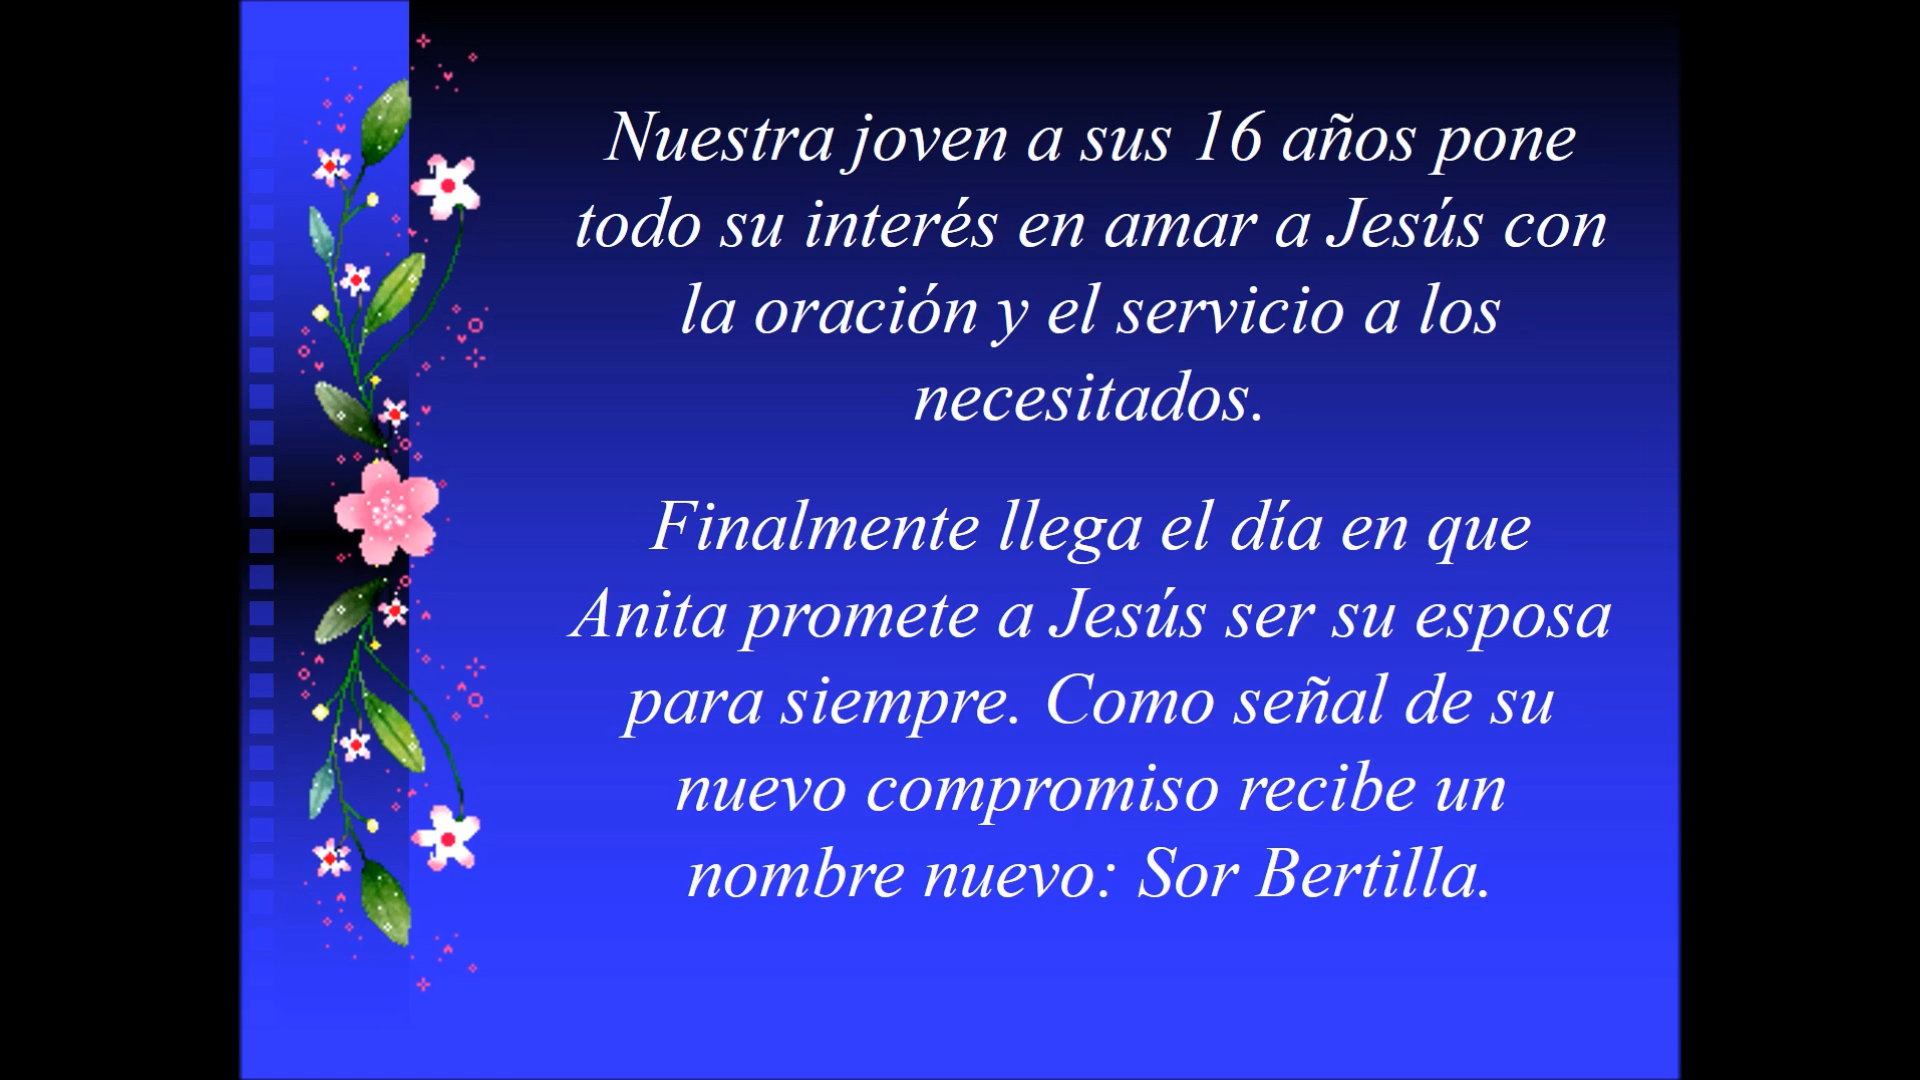 Nuestra joven a sus 16 años pone
todo su interés en amar a Jesús con
la oración y el servicio a los
necesitados.
Finalmente llega el día en que
Anita promete a Jesús ser su esposa
para siempre. Como señal de su
nuevo compromiso recibe un
nombre nuevo: Sor Bertilla.